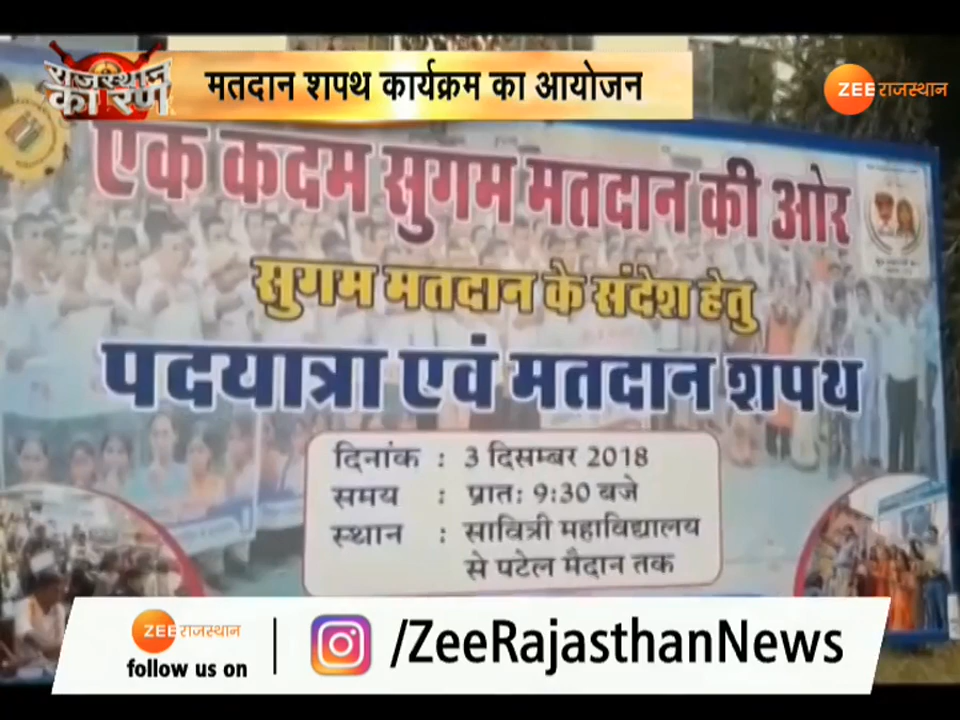 राजस्थान
का रण
मतदान शपथ कार्यक्रम का आयोजन
ZEE राजस्थान
एक कदम सुगम मतदान की ओर
सुगम मतदान के संदेश हेतु
पदयात्रा एवं मतदान शपथ
दिनांक : 3 दिसम्बर 2018
समय : प्रात: 9:30 बजे
स्थान : सावित्री महाविद्यालय
से पटेल मैदान तक
ZEE राजस्थान
follow us on
/ZeeRajasthanNews